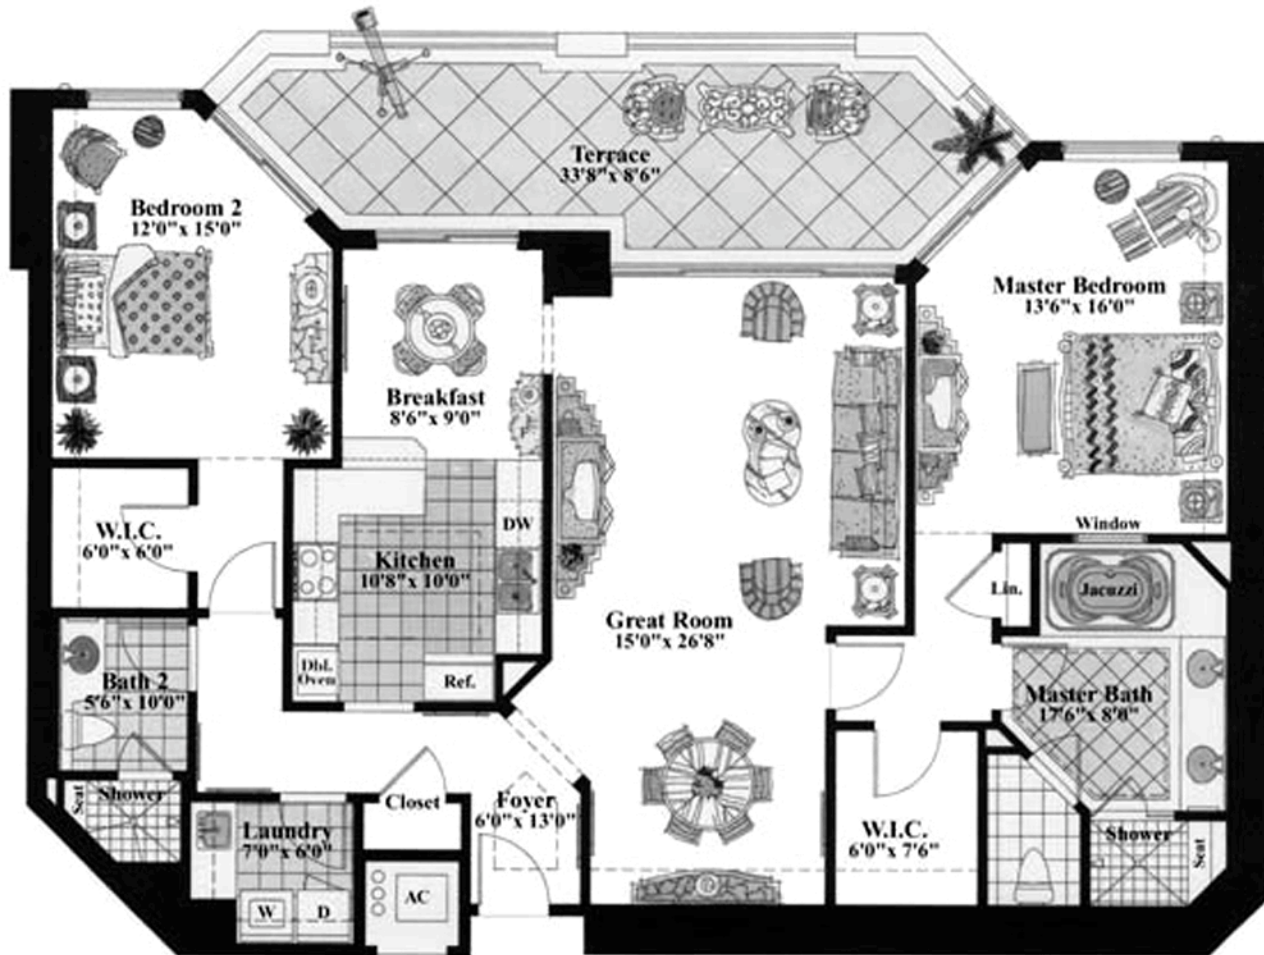 Terrace
33'8"x 8'6"
Bedroom 2
12'0"x 15'0"
Master Bedroom
13'6"x 16'0"
Breakfast
8'6"x 9'0"
W.I.C.
6'0"x 6'0"
DW
Window
Kitchen
10'8"x 10'0"
Lin.
Jacuzzi
Great Room
15'0"x 26'8"
Dbl.
Oven
Ref.
Bath 2
5'6"x 10'0"
Master Bath
17'6"x 8'0"
Seat
Shower
Closet
Foyer
6'0"x 13'0"
Laundry
7'0"x 6'0"
W.I.C.
6'0"x 7'6"
Shower
Seat
AC
W
D